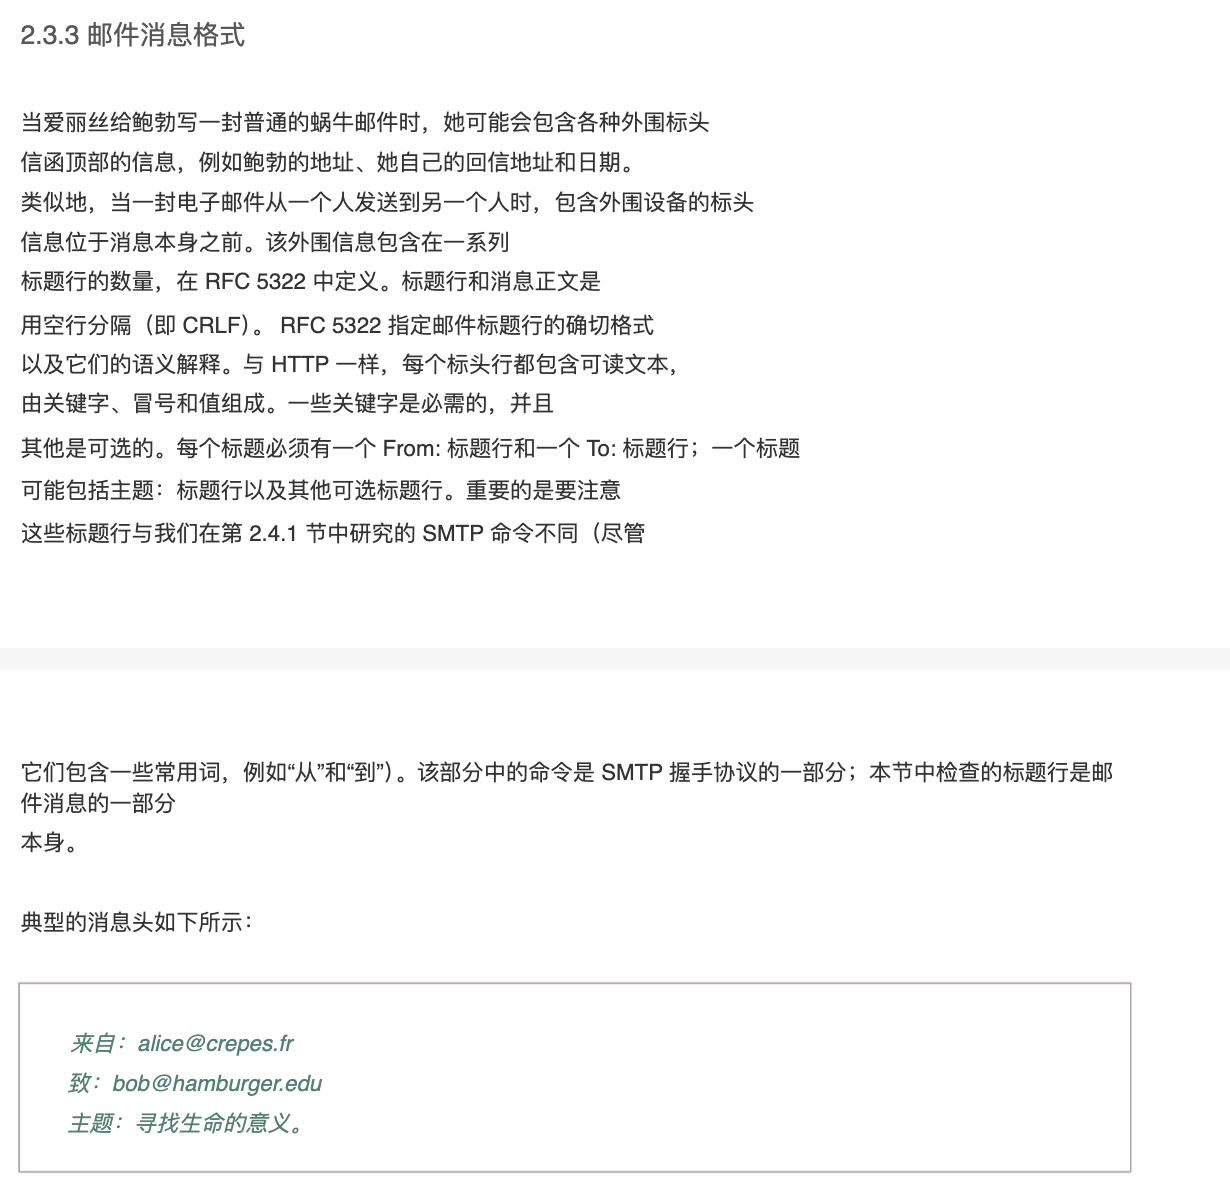 2.3.3 邮件消息格式
当爱丽丝给鲍勃写一封普通的蜗牛邮件时，她可能会包含各种外围标头
信函顶部的信息，例如鲍勃的地址、她自己的回信地址和日期。
类似地，当一封电子邮件从一个人发送到另一个人时，包含外围设备的标头
信息位于消息本身之前。该外围信息包含在一系列
标题行的数量，在 RFC 5322 中定义。标题行和消息正文是
用空行分隔（即 CRLF）。 RFC 5322 指定邮件标题行的确切格式
以及它们的语义解释。与 HTTP 一样，每个标头行都包含可读文本，
由关键字、冒号和值组成。一些关键字是必需的，并且
其他是可选的。每个标题必须有一个 From: 标题行和一个 To: 标题行；一个标题
可能包括主题：标题行以及其他可选标题行。重要的是要注意
这些标题行与我们在第 2.4.1 节中研究的 SMTP 命令不同（尽管
它们包含一些常用词，例如“从”和“到”）。该部分中的命令是 SMTP 握手协议的一部分；本节中检查的标题行是邮
件消息的一部分
本身。
典型的消息头如下所示：
来自：alice@crepes.fr
致：bob@hamburger.edu
主题：寻找生命的意义。